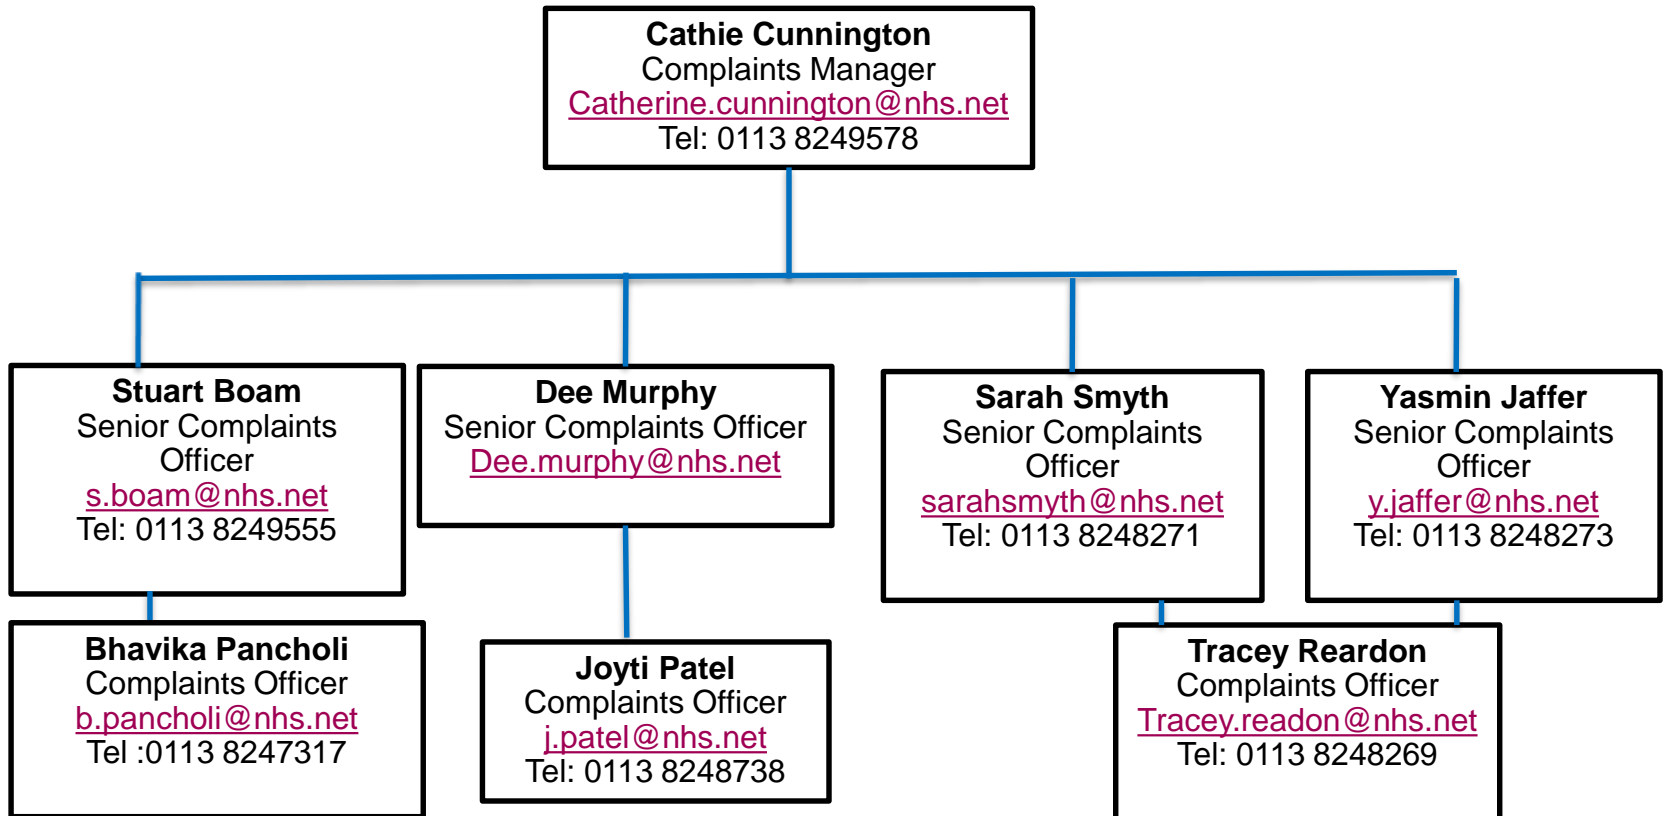 Cathie Cunnington
Complaints Manager
Catherine.cunnington@nhs.net
Tel: 0113 8249578
Stuart Boam
Senior Complaints
Officer
s.boam@nhs.net
Tel: 0113 8249555
Dee Murphy
Senior Complaints Officer
Dee.murphy@nhs.net
Sarah Smyth
Senior Complaints
Officer
sarahsmyth@nhs.net
Tel: 0113 8248271
Yasmin Jaffer
Senior Complaints
Officer
y.jaffer@nhs.net
Tel: 0113 8248273
Bhavika Pancholi
Complaints Officer
b.pancholi@nhs.net
Tel :0113 8247317
Joyti Patel
Complaints Officer
j.patel@nhs.net
Tel: 0113 8248738
Tracey Reardon
Complaints Officer
Tracey.readon@nhs.net
Tel: 0113 8248269